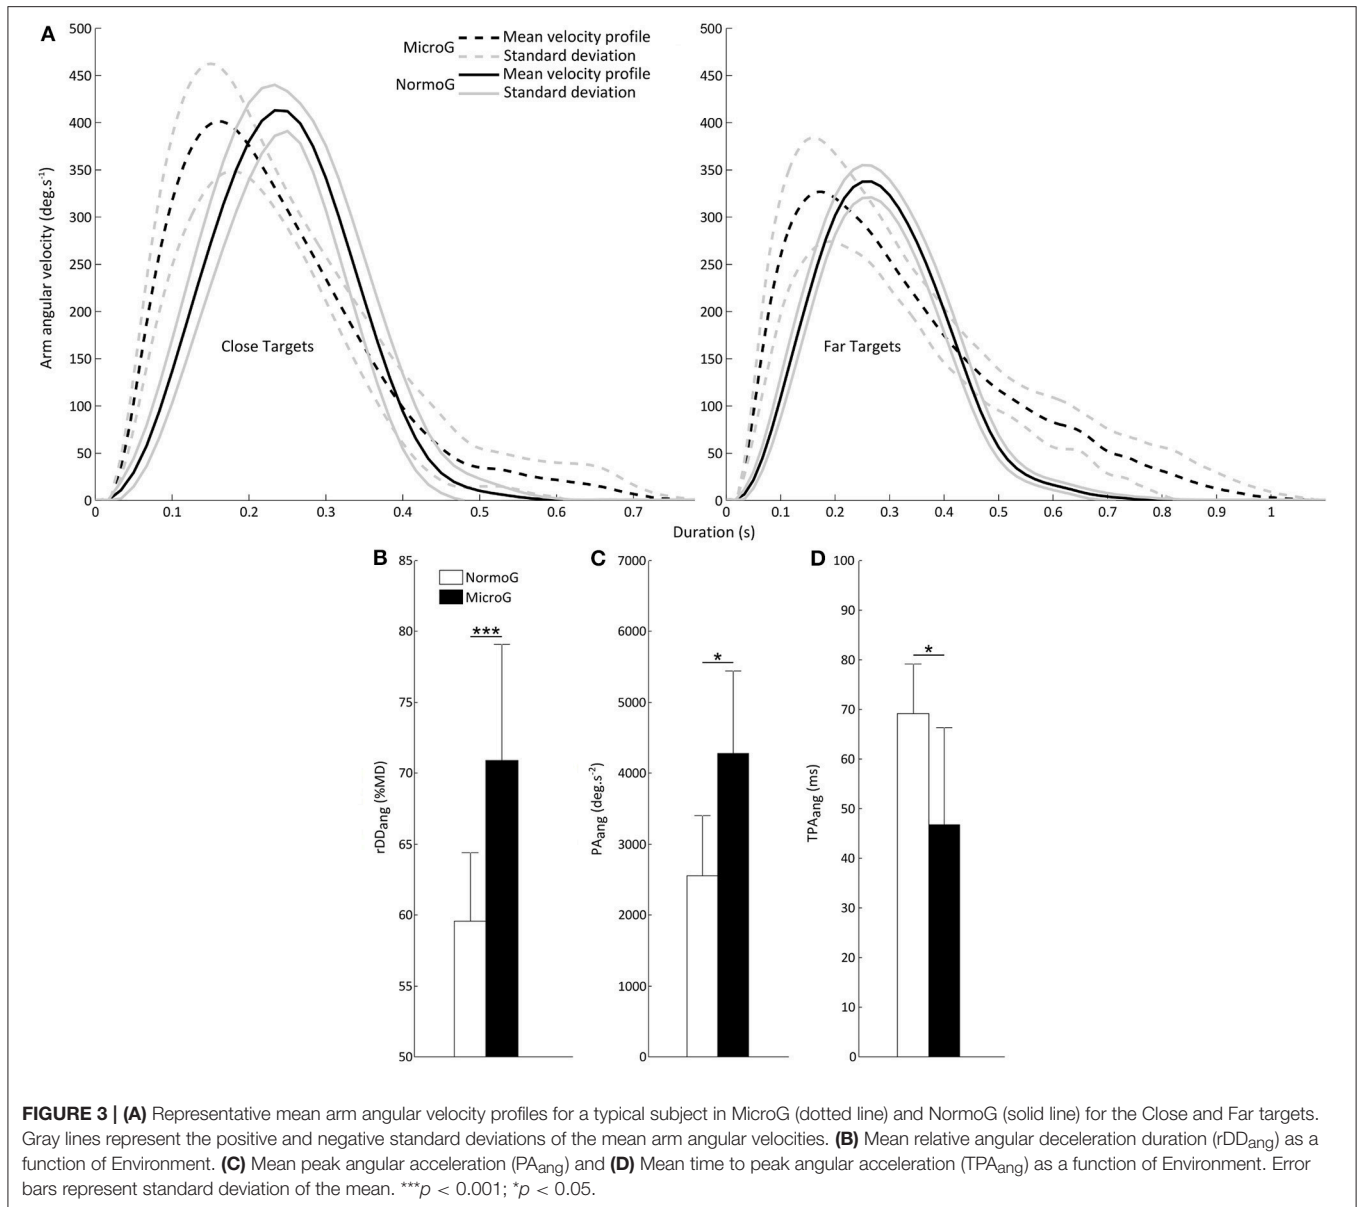 A
MicroG
Mean velocity profile
Standard deviation
NormoG
Mean velocity profile
Standard deviation
Arm angular velocity (deg.s⁻¹)
500
450
400
350
300
250
200
150
100
50
0
Close Targets
0 0.1 0.2 0.3 0.4 0.5 0.6 0.7
500
450
400
350
300
250
200
150
100
50
0
Far Targets
0 0.1 0.2 0.3 0.4 0.5 0.6 0.7 0.8 0.9 1
Duration (s)
B
NormoG
MicroG
rDDang (%MD)
85
80
75
70
65
60
55
50
***
C
PAang (deg.s⁻²)
7000
6000
5000
4000
3000
2000
1000
0
*
D
TPAang (ms)
100
90
80
70
60
50
40
30
20
10
0
*
FIGURE 3 | (A) Representative mean arm angular velocity profiles for a typical subject in MicroG (dotted line) and NormoG (solid line) for the Close and Far targets.
Gray lines represent the positive and negative standard deviations of the mean arm angular velocities. (B) Mean relative angular deceleration duration (rDDang) as a
function of Environment. (C) Mean peak angular acceleration (PAang) and (D) Mean time to peak angular acceleration (TPAang) as a function of Environment. Error
bars represent standard deviation of the mean. ***p < 0.001; *p < 0.05.